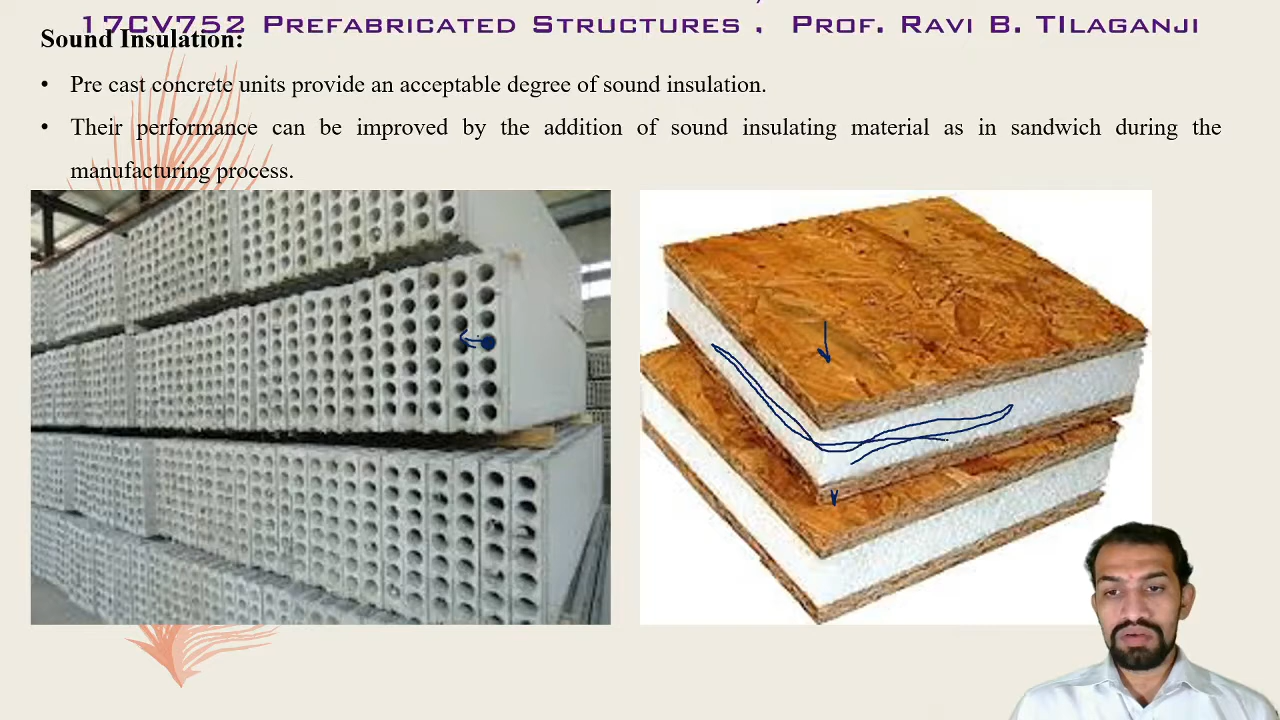 17CV752 Prefabricated Structures , Prof. Ravi B. TIlaganji
Sound Insulation:
• Pre cast concrete units provide an acceptable degree of sound insulation.
• Their performance can be improved by the addition of sound insulating material as in sandwich during the
manufacturing process.